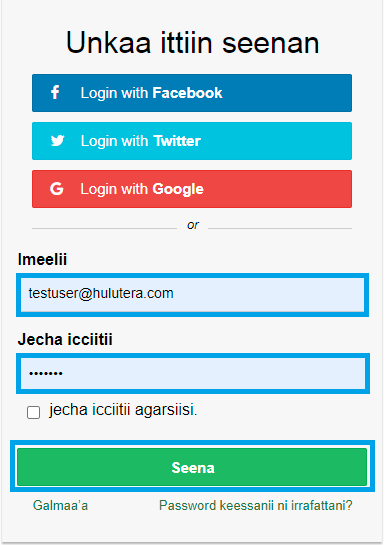 Unkaa ittiin seenan
Login with Facebook
Login with Twitter
Login with Google
or
Imeelii
testuser@hulutera.com
Jecha icciitii
•••••••
jecha icciitii agarsiisi.
Seena
Galmaa'a Password keessanii ni irrafattani?